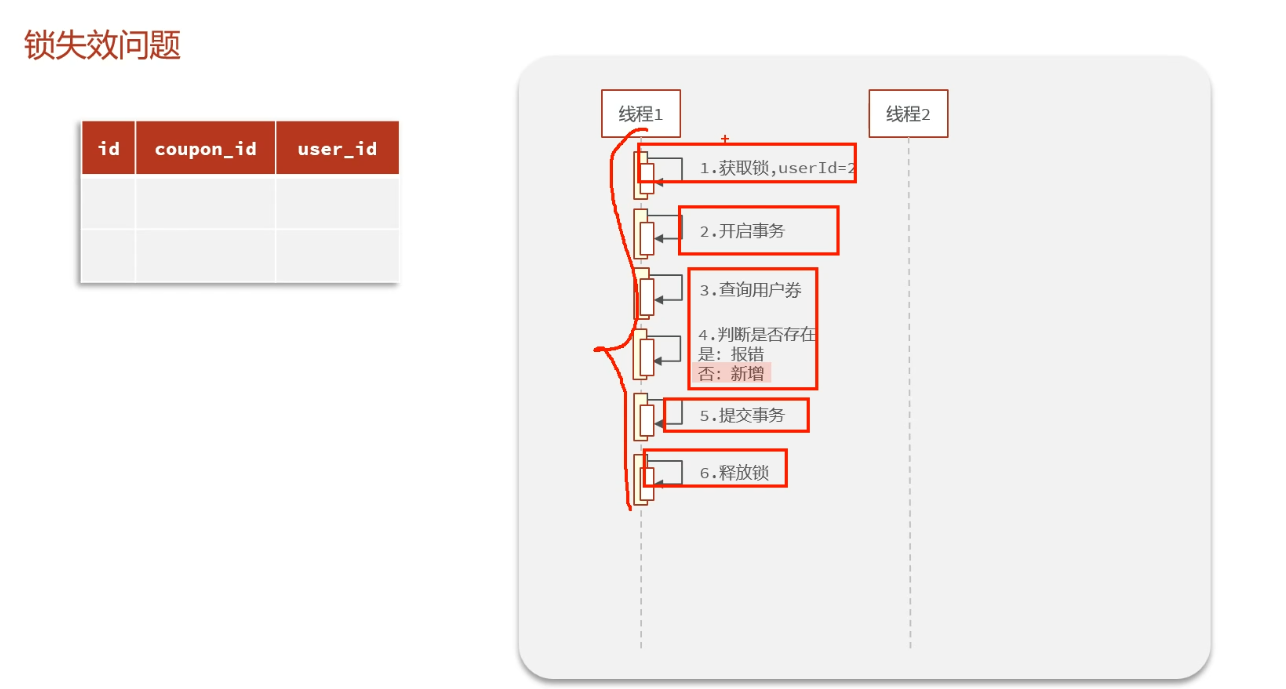 锁失效问题
id coupon_id user_id
线程1 线程2
1.获取锁,userId=2
2.开启事务
3.查询用户券
4.判断是否存在
是：报错
否：新增
5.提交事务
6.释放锁